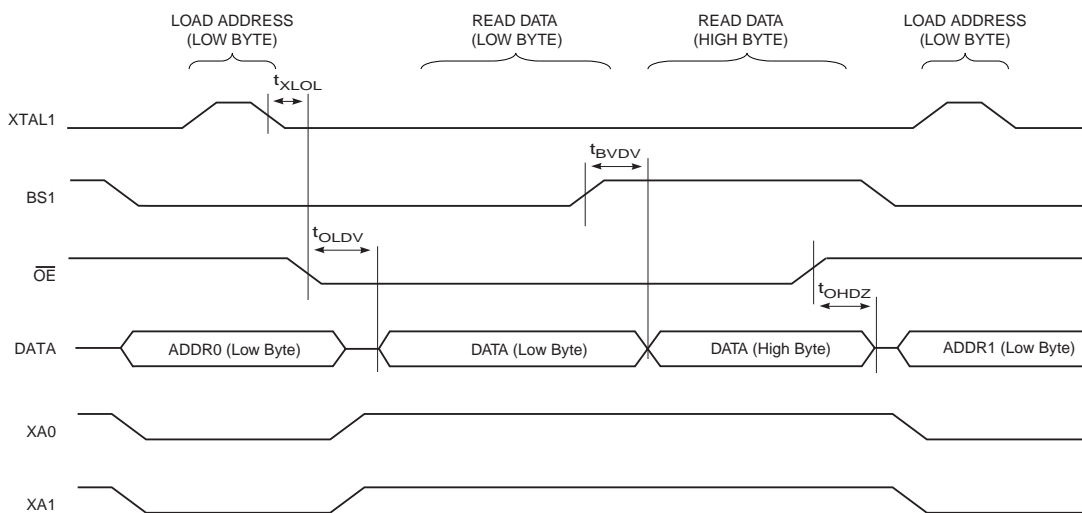 LOAD ADDRESS
(LOW BYTE)
READ DATA
(LOW BYTE)
READ DATA
(HIGH BYTE)
LOAD ADDRESS
(LOW BYTE)
tXLOL
XTAL1
tBVDV
BS1
tOLDV
OE
tOHDZ
DATA
ADDR0 (Low Byte)
DATA (Low Byte)
DATA (High Byte)
ADDR1 (Low Byte)
XA0
XA1